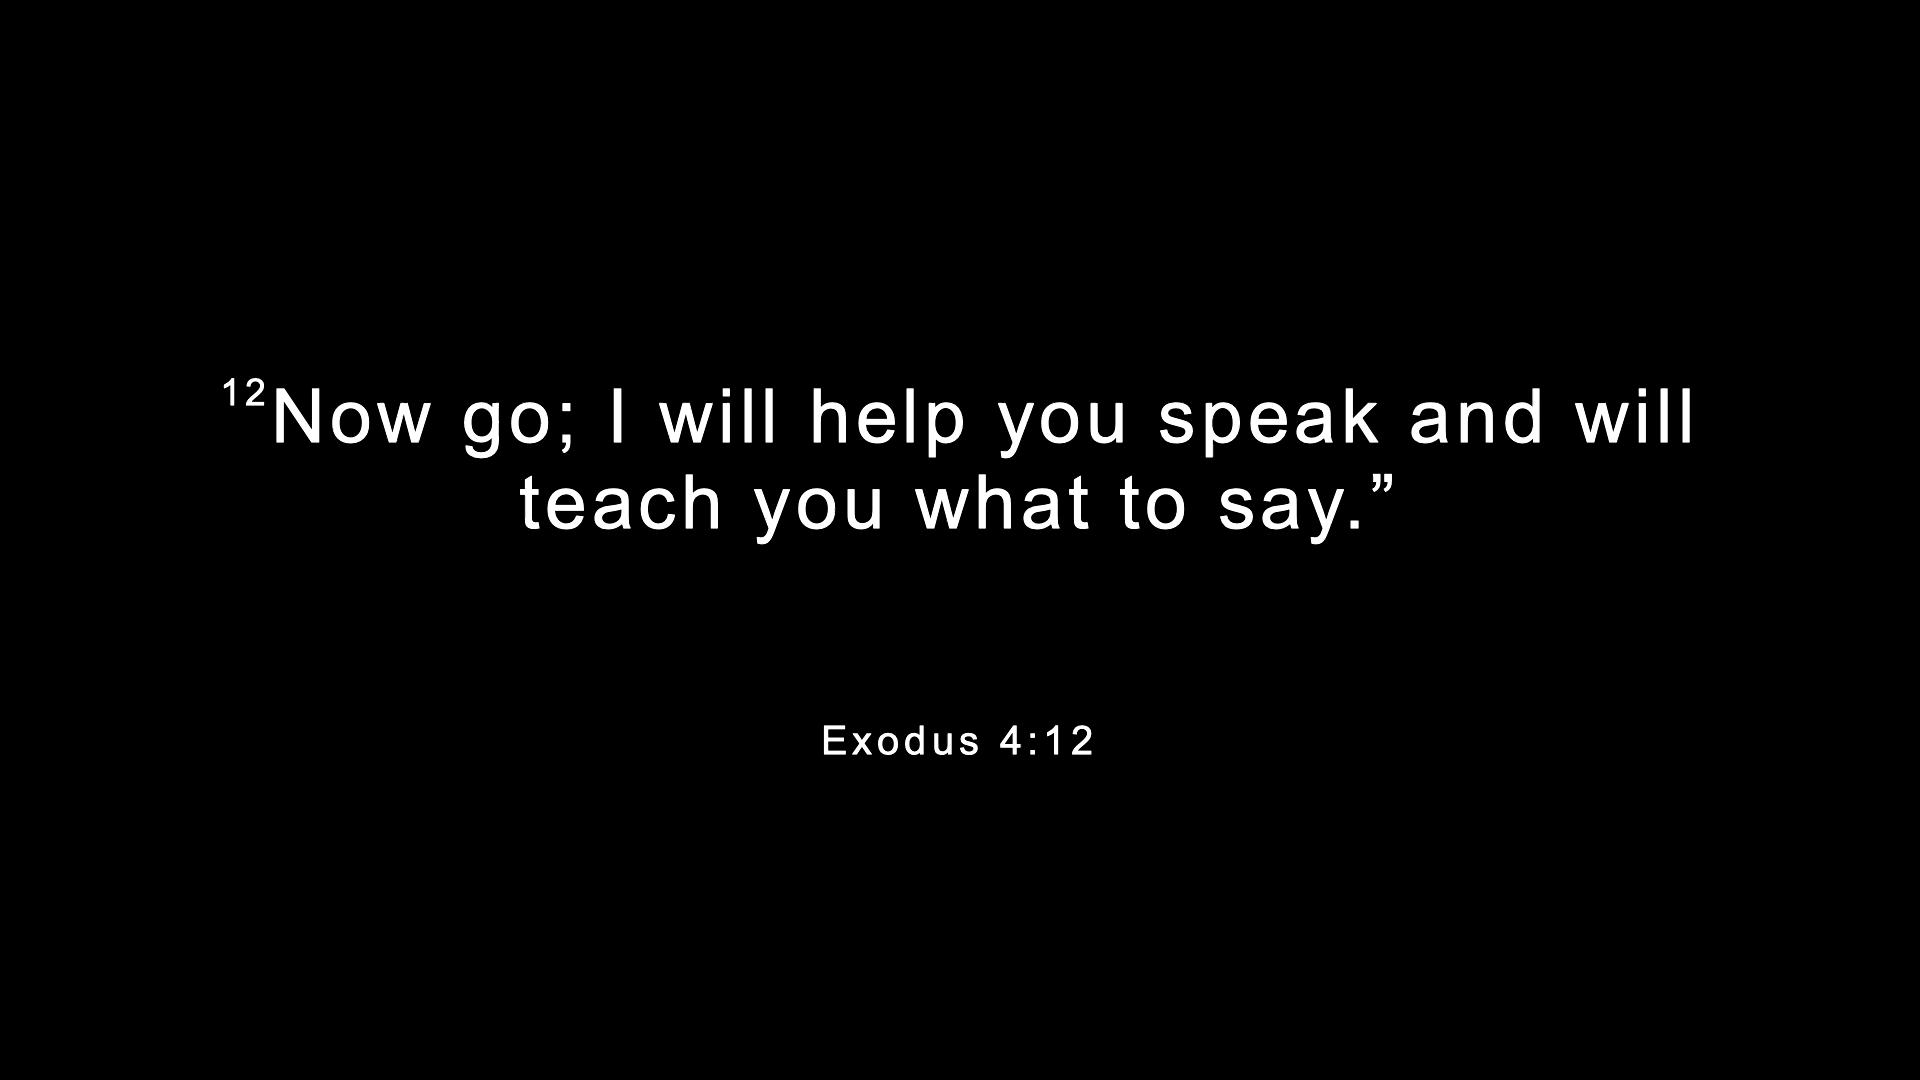 12Now go; I will help you speak and will
teach you what to say.”
Exodus 4:12